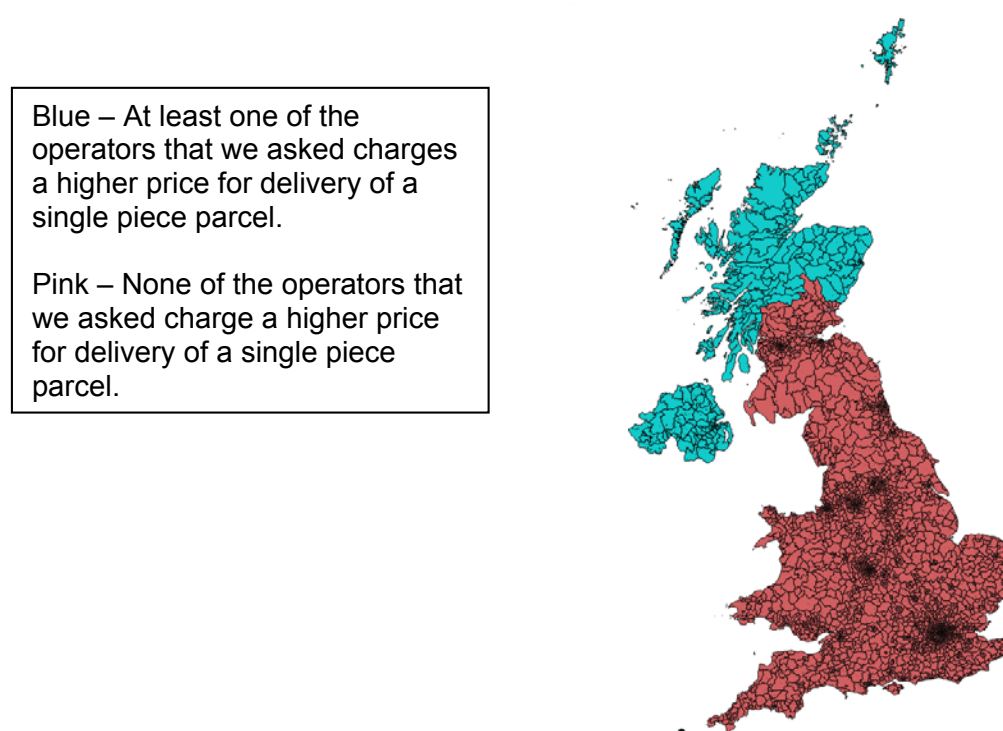 Blue – At least one of the
operators that we asked charges
a higher price for delivery of a
single piece parcel.
Pink – None of the operators that
we asked charge a higher price
for delivery of a single piece
parcel.